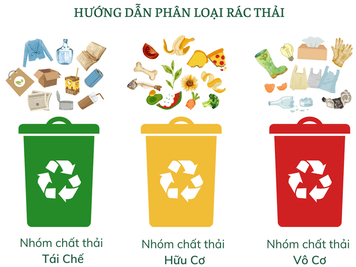 HƯỚNG DẪN PHÂN LOẠI RÁC THẢI
Nhóm chất thải
Tái Chế
Nhóm chất thải
Hữu Cơ
Nhóm chất thải
Vô Cơ